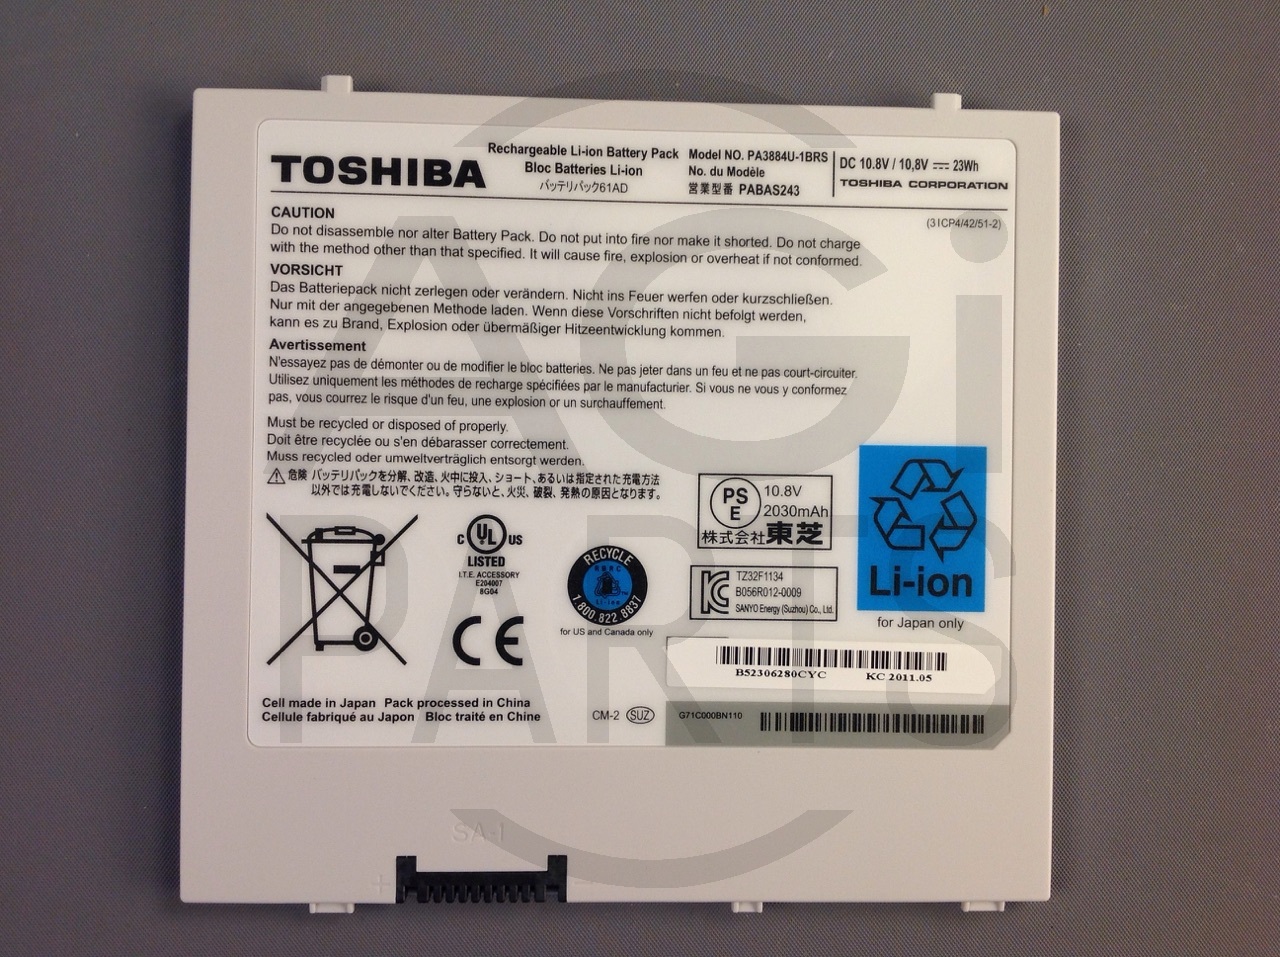 TOSHIBA
Rechargeable Li-ion Battery Pack
Bloc Batteries Li-ion
バッテリパック61AD
Model NO. PA3884U-1BRS
No. du Modèle
営業型番 PABAS243
DC 10.8V / 10,8V ⎓ 23Wh
TOSHIBA CORPORATION
(3ICP4/42/51-2)
CAUTION
Do not disassemble nor alter Battery Pack. Do not put into fire nor make it shorted. Do not charge
with the method other than that specified. It will cause fire, explosion or overheat if not conformed.
VORSICHT
Das Batteriepack nicht zerlegen oder verändern. Nicht ins Feuer werfen oder kurzschließen.
Nur mit der angegebenen Methode laden. Wenn diese Vorschriften nicht befolgt werden,
kann es zu Brand, Explosion oder übermäßiger Hitzeentwicklung kommen.
Avertissement
N'essayez pas de démonter ou de modifier le bloc batteries. Ne pas jeter dans un feu et ne pas court-circuiter.
Utilisez uniquement les méthodes de recharge spécifiées par le manufacturier. Si vous ne vous y conformez
pas, vous courrez le risque d'un feu, une explosion or un surchauffement.
Must be recycled or disposed of properly.
Doit être recyclée ou s'en débarasser correctement.
Muss recycled oder umweltverträglich entsorgt werden.
⚠ 危険 バッテリパックを分解、改造、火中に投入、ショート、あるいは指定された充電方法
以外では充電しないでください。守らないと、火災、破裂、発熱の原因となります。
PS
E
10.8V
2030mAh
株式会社東芝
Li-ion
for Japan only
C UL US
LISTED
I.T.E. ACCESSORY
E204007
8G04
RECYCLE
RBRC
Li-ion
1.800.822.8837
for US and Canada only
TZ32F1134
B056R012-0009
SANYO Energy (Suzhou) Co., Ltd.
CE
B52306280CYC KC 2011.05
Cell made in Japan Pack processed in China
Cellule fabriqué au Japon Bloc traité en Chine
CM-2 SUZ
G71C000BN110
SA-1
AGi
PARTS